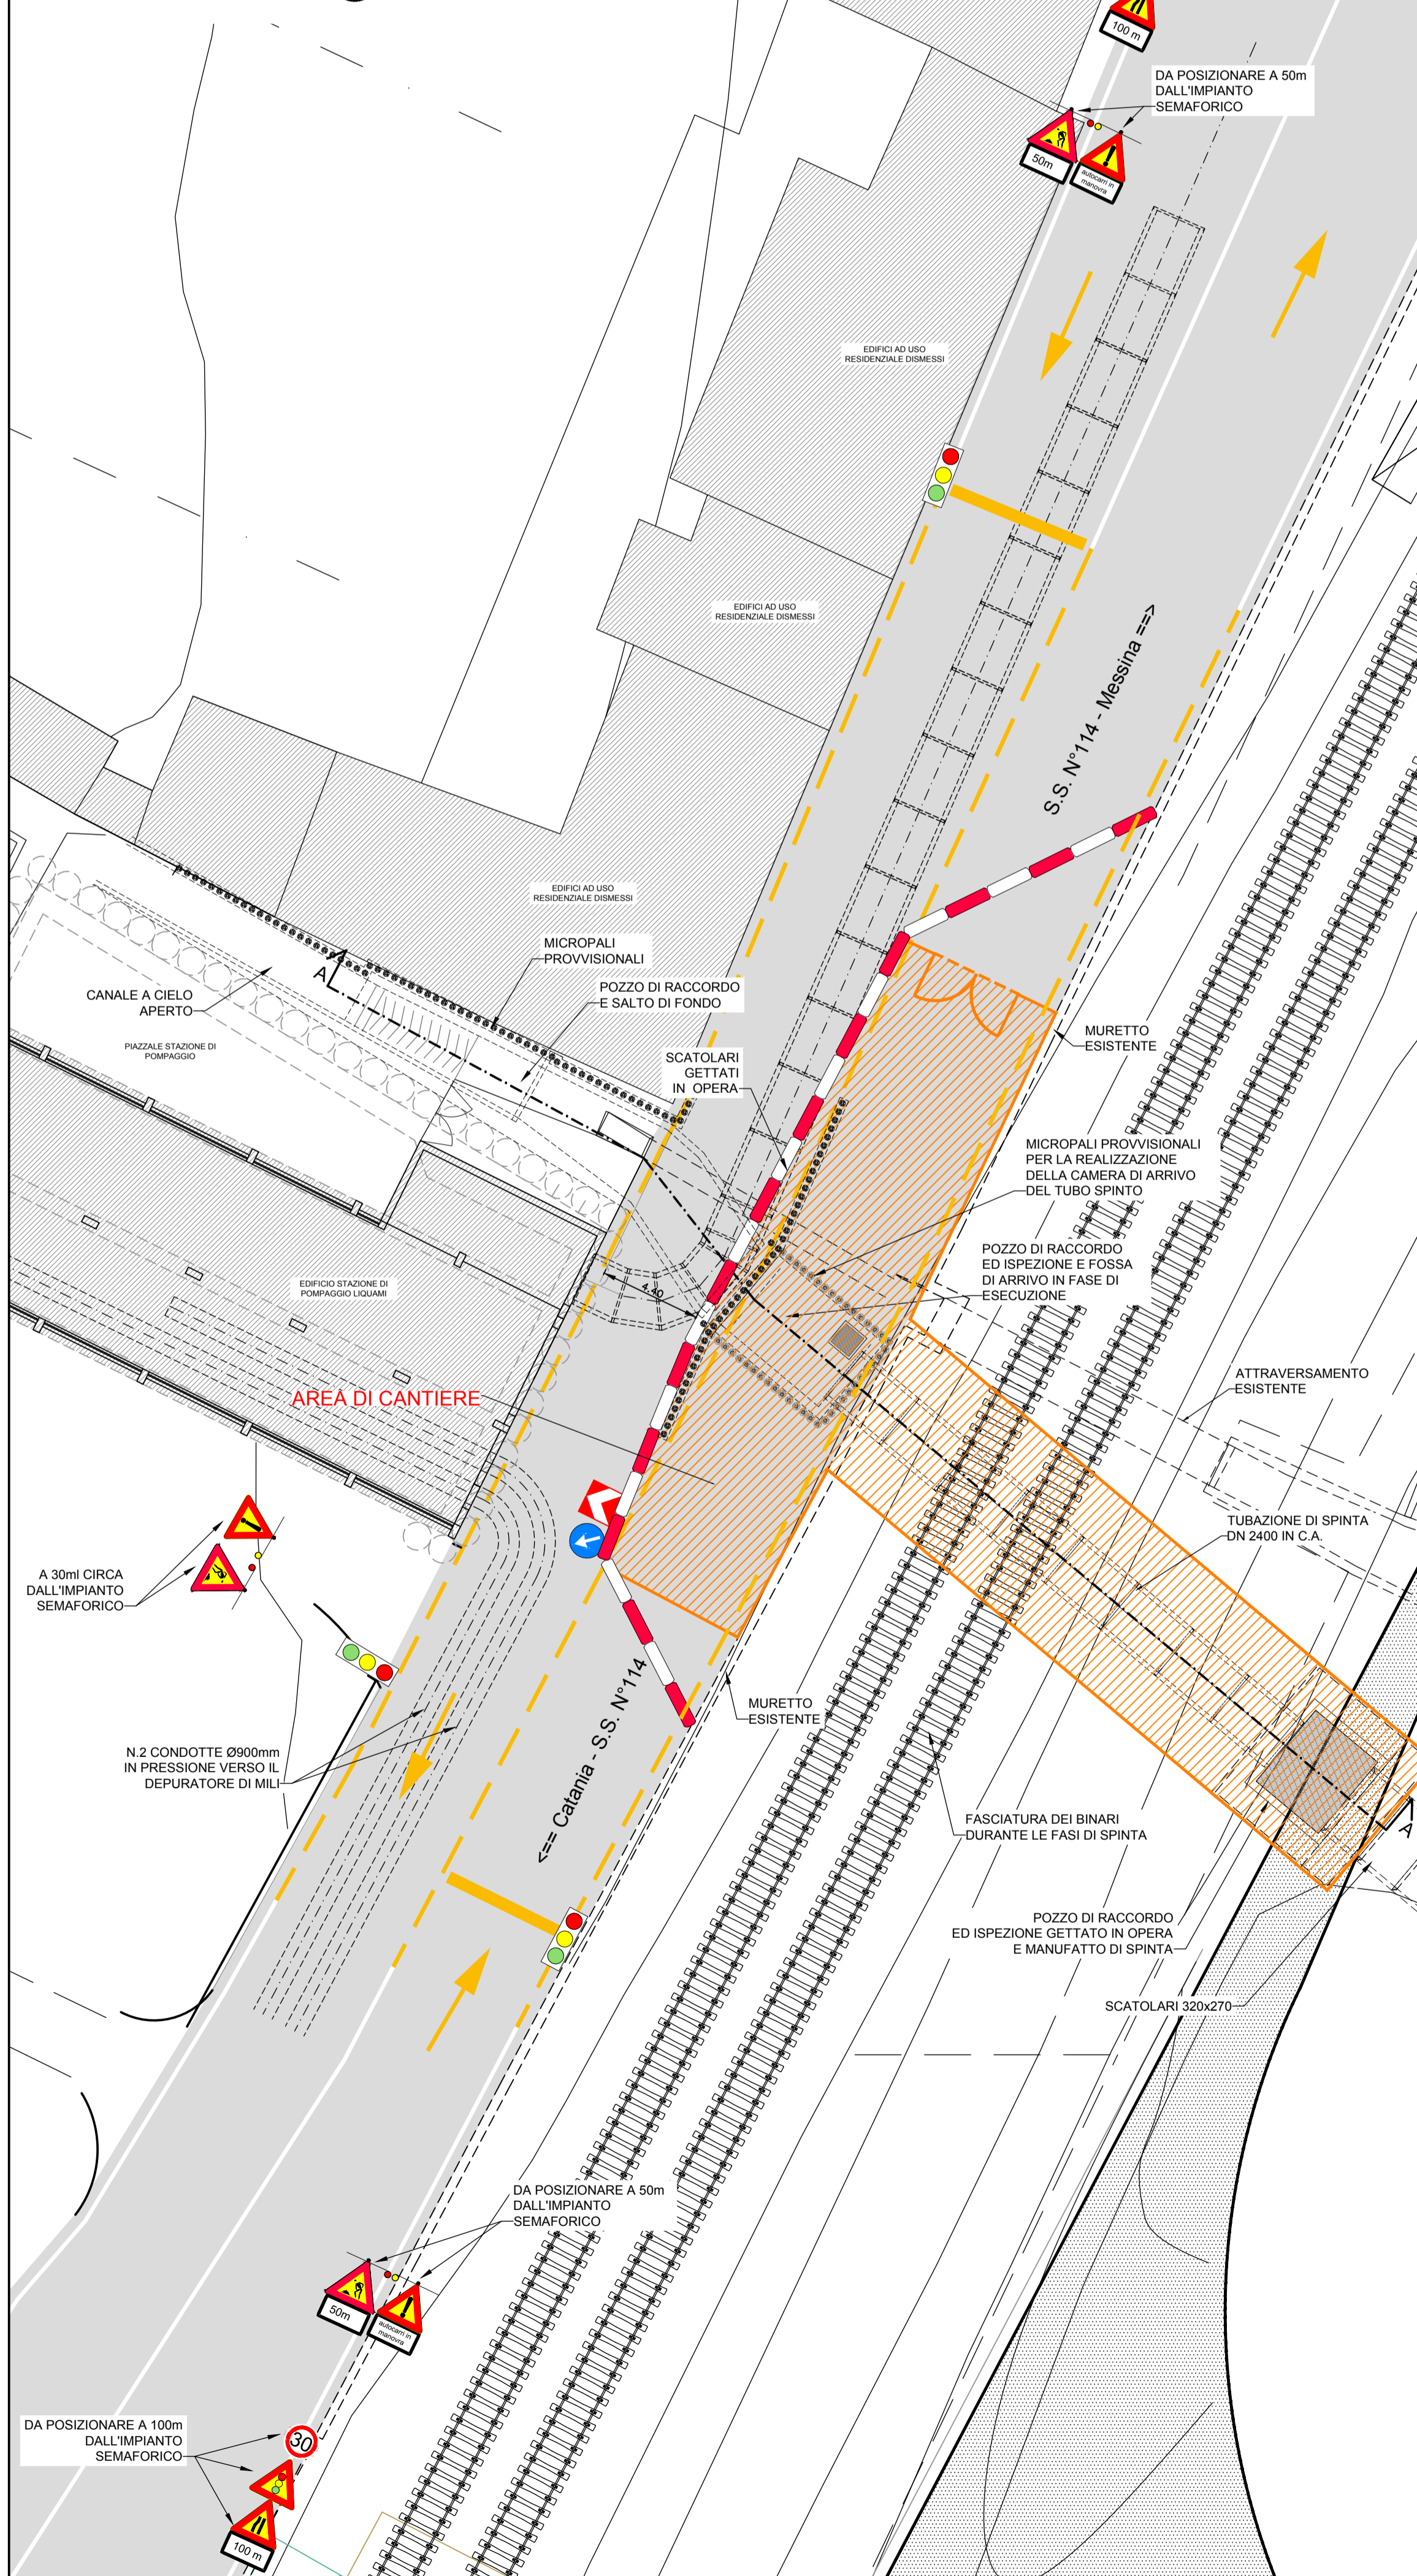 100 m
DA POSIZIONARE A 50m
DALL'IMPIANTO
SEMAFORICO
50m
autocarri in
manovra
EDIFICI AD USO
RESIDENZIALE DISMESSI
EDIFICI AD USO
RESIDENZIALE DISMESSI
S.S. N°114 - Messina ==>
EDIFICI AD USO
RESIDENZIALE DISMESSI
MICROPALI
PROVVISIONALI
A
CANALE A CIELO
APERTO
POZZO DI RACCORDO
E SALTO DI FONDO
PIAZZALE STAZIONE DI
POMPAGGIO
MURETTO
ESISTENTE
SCATOLARI
GETTATI
IN OPERA
MICROPALI PROVVISIONALI
PER LA REALIZZAZIONE
DELLA CAMERA DI ARRIVO
DEL TUBO SPINTO
POZZO DI RACCORDO
ED ISPEZIONE E FOSSA
DI ARRIVO IN FASE DI
ESECUZIONE
EDIFICIO STAZIONE DI
POMPAGGIO LIQUAMI
4.40
ATTRAVERSAMENTO
ESISTENTE
AREA DI CANTIERE
TUBAZIONE DI SPINTA
DN 2400 IN C.A.
A 30ml CIRCA
DALL'IMPIANTO
SEMAFORICO
MURETTO
ESISTENTE
<== Catania - S.S. N°114
N.2 CONDOTTE Ø900mm
IN PRESSIONE VERSO IL
DEPURATORE DI MILI
FASCIATURA DEI BINARI
DURANTE LE FASI DI SPINTA
A
POZZO DI RACCORDO
ED ISPEZIONE GETTATO IN OPERA
E MANUFATTO DI SPINTA
SCATOLARI 320x270
DA POSIZIONARE A 50m
DALL'IMPIANTO
SEMAFORICO
50m
autocarri in
manovra
DA POSIZIONARE A 100m
DALL'IMPIANTO
SEMAFORICO
30
100 m